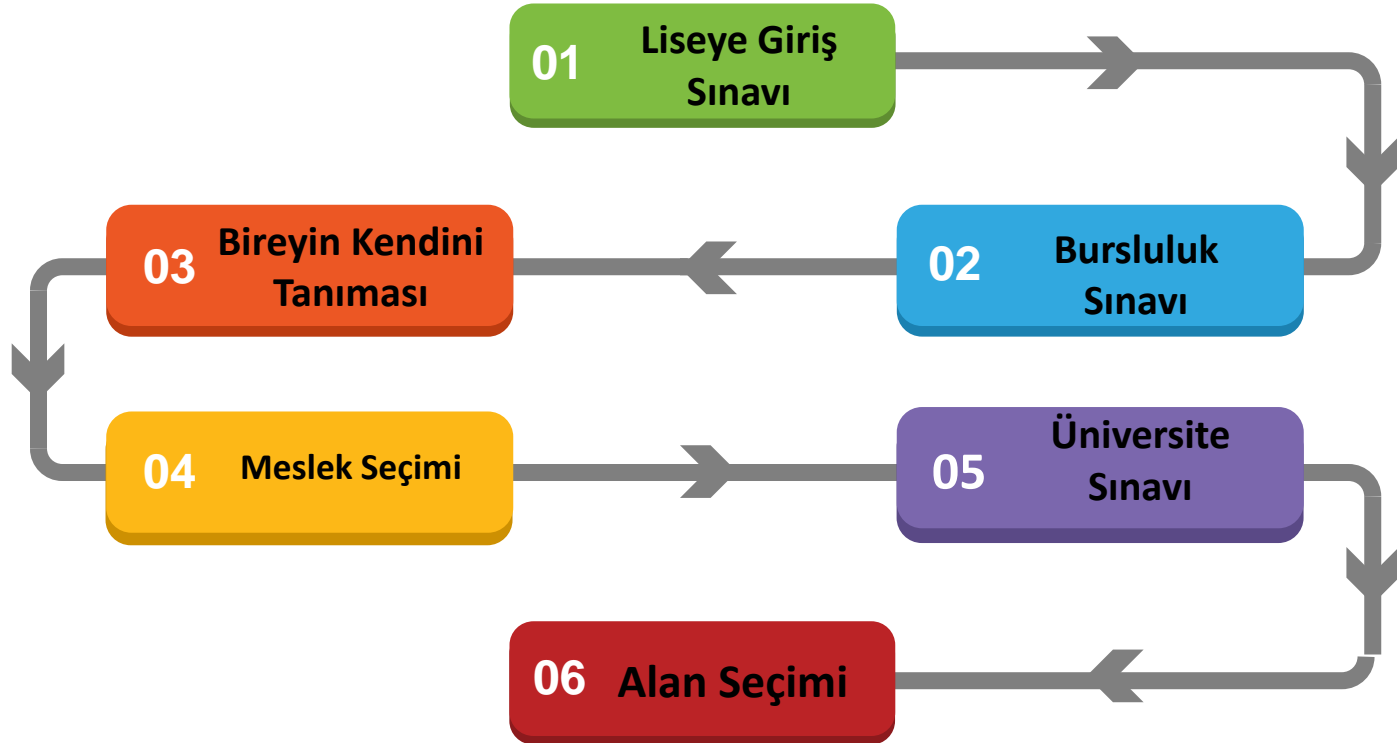 01 Liseye Giriş
Sınavı
02 Bursluluk
Sınavı
03 Bireyin Kendini
Tanıması
04 Meslek Seçimi
05 Üniversite
Sınavı
06 Alan Seçimi